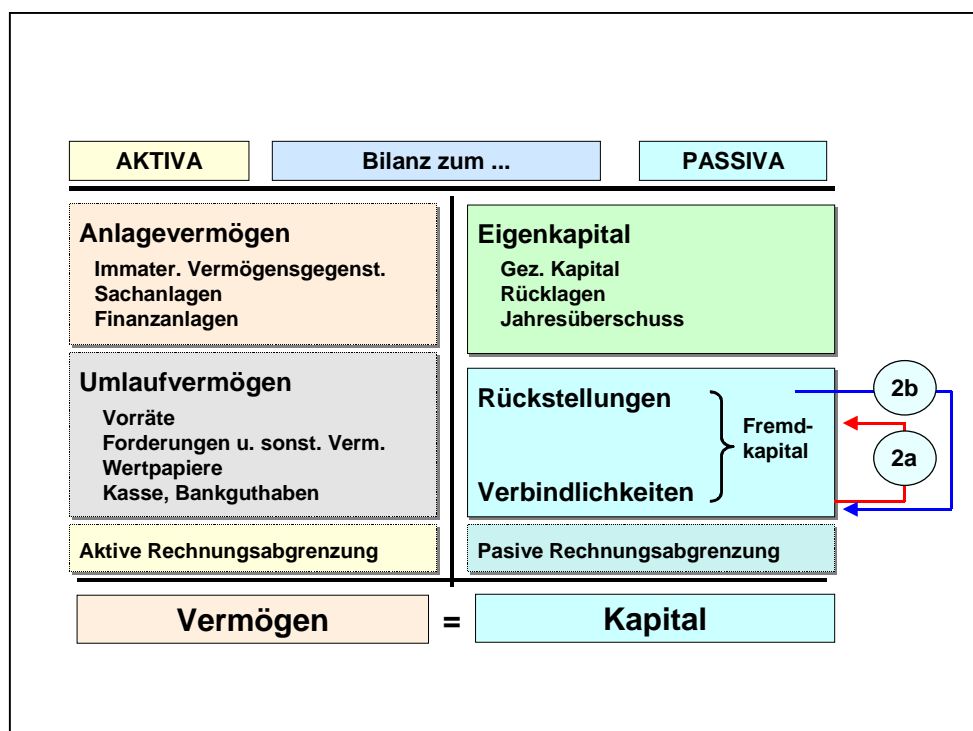 AKTIVA
Bilanz zum ...
PASSIVA
Anlagevermögen
Immater. Vermögensgegenst.
Sachanlagen
Finanzanlagen
Umlaufvermögen
Vorräte
Forderungen u. sonst. Verm.
Wertpapiere
Kasse, Bankguthaben
Aktive Rechnungsabgrenzung
Eigenkapital
Gez. Kapital
Rücklagen
Jahresüberschuss
Rückstellungen
Fremd-
kapital
Verbindlichkeiten
2b
2a
Pasive Rechnungsabgrenzung
Vermögen
=
Kapital